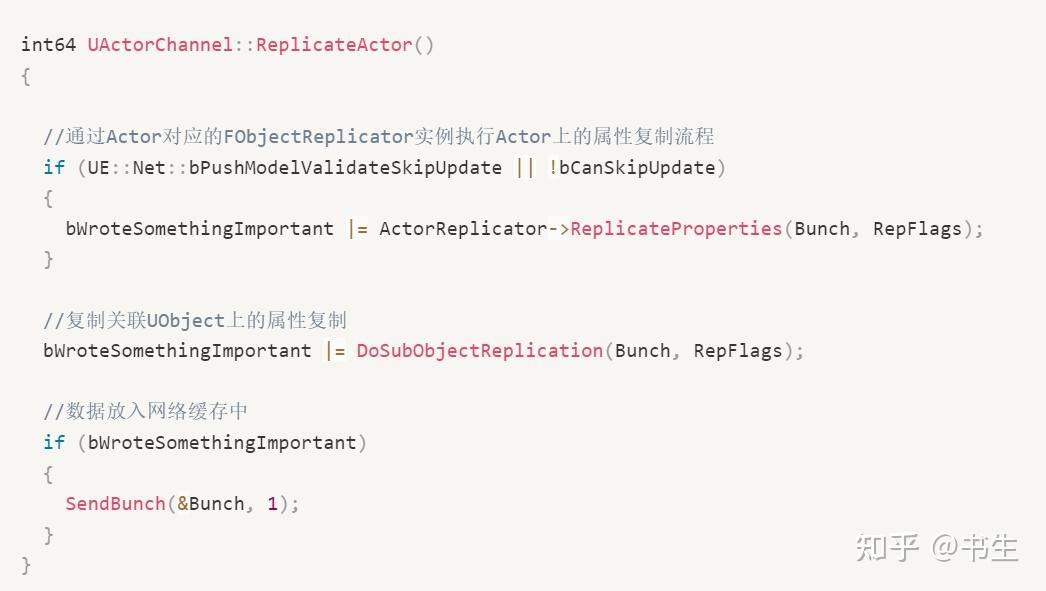 int64 UActorChannel::ReplicateActor()
{
//通过Actor对应的FObjectReplicator实例执行Actor上的属性复制流程
if (UE::Net::bPushModelValidateSkipUpdate || !bCanSkipUpdate)
{
bWroteSomethingImportant |= ActorReplicator->ReplicateProperties(Bunch, RepFlags);
}
//复制关联UObject上的属性复制
bWroteSomethingImportant |= DoSubObjectReplication(Bunch, RepFlags);
//数据放入网络缓存中
if (bWroteSomethingImportant)
{
SendBunch(&Bunch, 1);
}
}
知乎 @书生